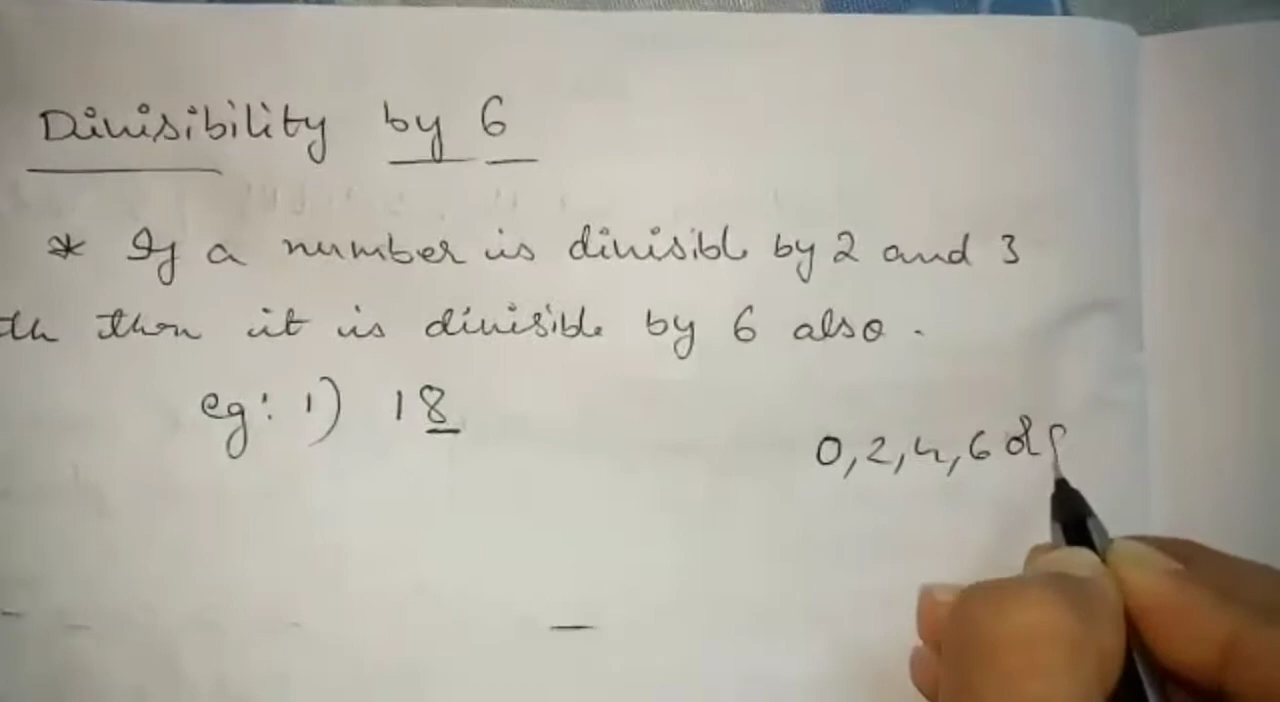 Divisibility by 6
* If a number is divisibl by 2 and 3
then it is divisible by 6 also.
eg: 1) 18
0,2,4,6